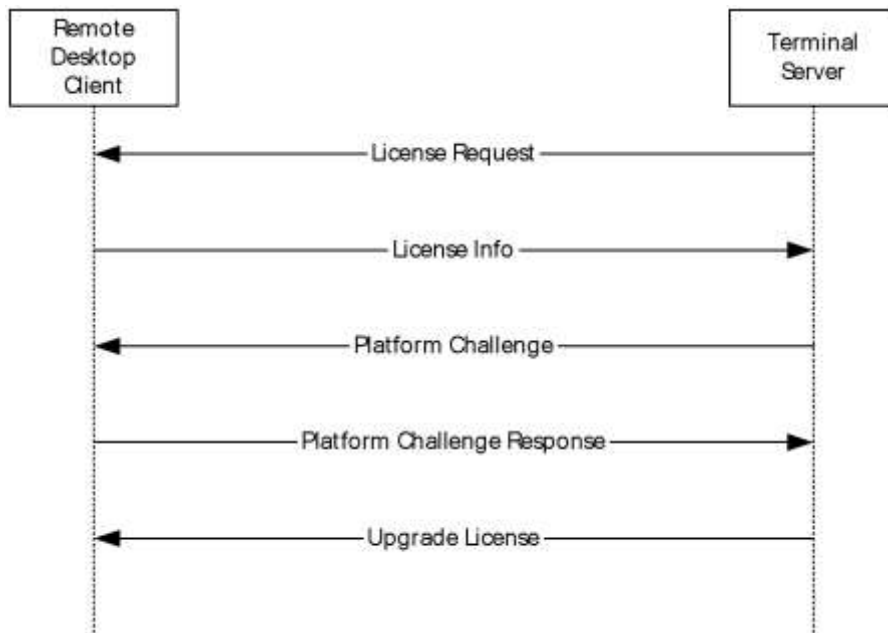 Remote
Desktop
Client
Terminal
Server
License Request
License Info
Platform Challenge
Platform Challenge Response
Upgrade License